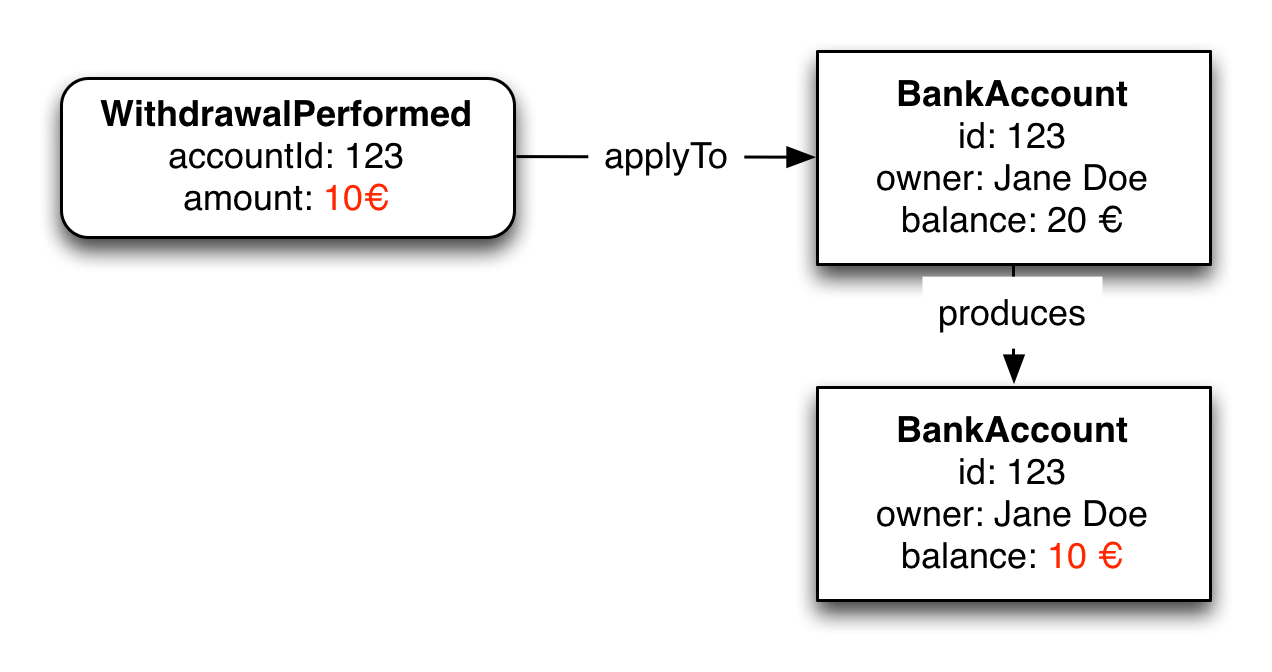 WithdrawalPerformed
accountId: 123
amount: 10€
applyTo
BankAccount
id: 123
owner: Jane Doe
balance: 20 €
produces
BankAccount
id: 123
owner: Jane Doe
balance: 10 €